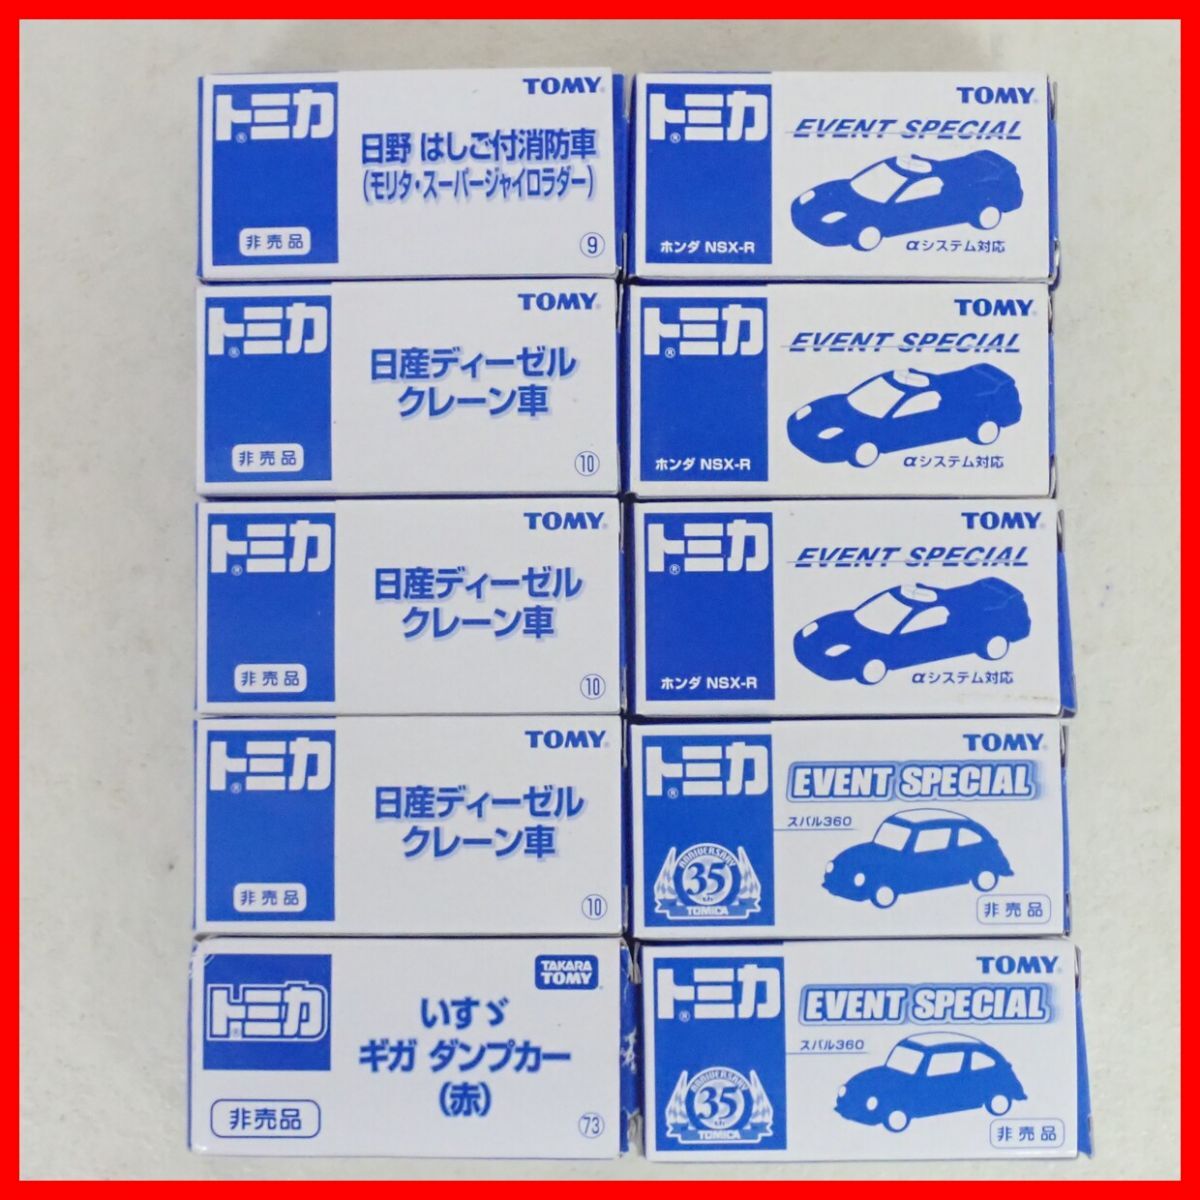 TOMY
トミカ
日野 はしご付消防車
(モリタ・スーパージャイロラダー)
非売品
⑨
TOMY
トミカ
EVENT SPECIAL
ホンダ NSX-R
αシステム対応
TOMY
トミカ
日産ディーゼル
クレーン車
非売品
⑩
TOMY
トミカ
EVENT SPECIAL
ホンダ NSX-R
αシステム対応
TOMY
トミカ
日産ディーゼル
クレーン車
非売品
⑩
TOMY
トミカ
EVENT SPECIAL
ホンダ NSX-R
αシステム対応
TOMY
トミカ
日産ディーゼル
クレーン車
非売品
⑩
TOMY
トミカ
EVENT SPECIAL
スバル360
ANNIVERSARY
35
TOMICA
非売品
TAKARA
TOMY
トミカ
いすゞ
ギガ ダンプカー
(赤)
非売品
73
TOMY
トミカ
EVENT SPECIAL
スバル360
ANNIVERSARY
35
TOMICA
非売品